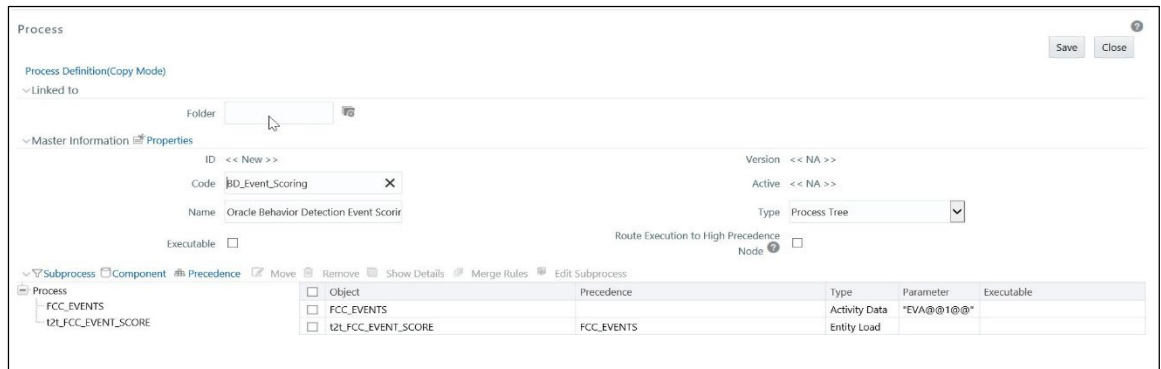 Process
Save Close
Process Definition(Copy Mode)
Linked to
Folder
Master Information Properties
ID << New >> Version << NA >>
Code BD_Event_Scoring Active << NA >>
Name Oracle Behavior Detection Event Scorir Type Process Tree
Executable Route Execution to High Precedence Node
Subprocess Component Precedence Move Remove Show Details Merge Rules Edit Subprocess
Process Object Precedence Type Parameter Executable
FCC_EVENTS FCC_EVENTS Activity Data "EVA@@1@@"
t2t_FCC_EVENT_SCORE t2t_FCC_EVENT_SCORE FCC_EVENTS Entity Load